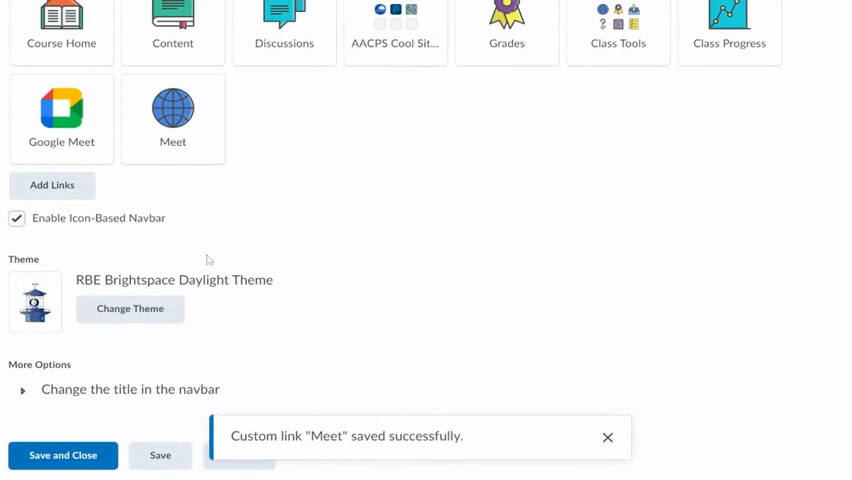 Course Home
Content
Discussions
AACPS Cool Sit...
Grades
Class Tools
Class Progress
Google Meet
Meet
Add Links
Enable Icon-Based Navbar
Theme
RBE Brightspace Daylight Theme
Change Theme
More Options
Change the title in the navbar
Custom link "Meet" saved successfully.
Save and Close
Save